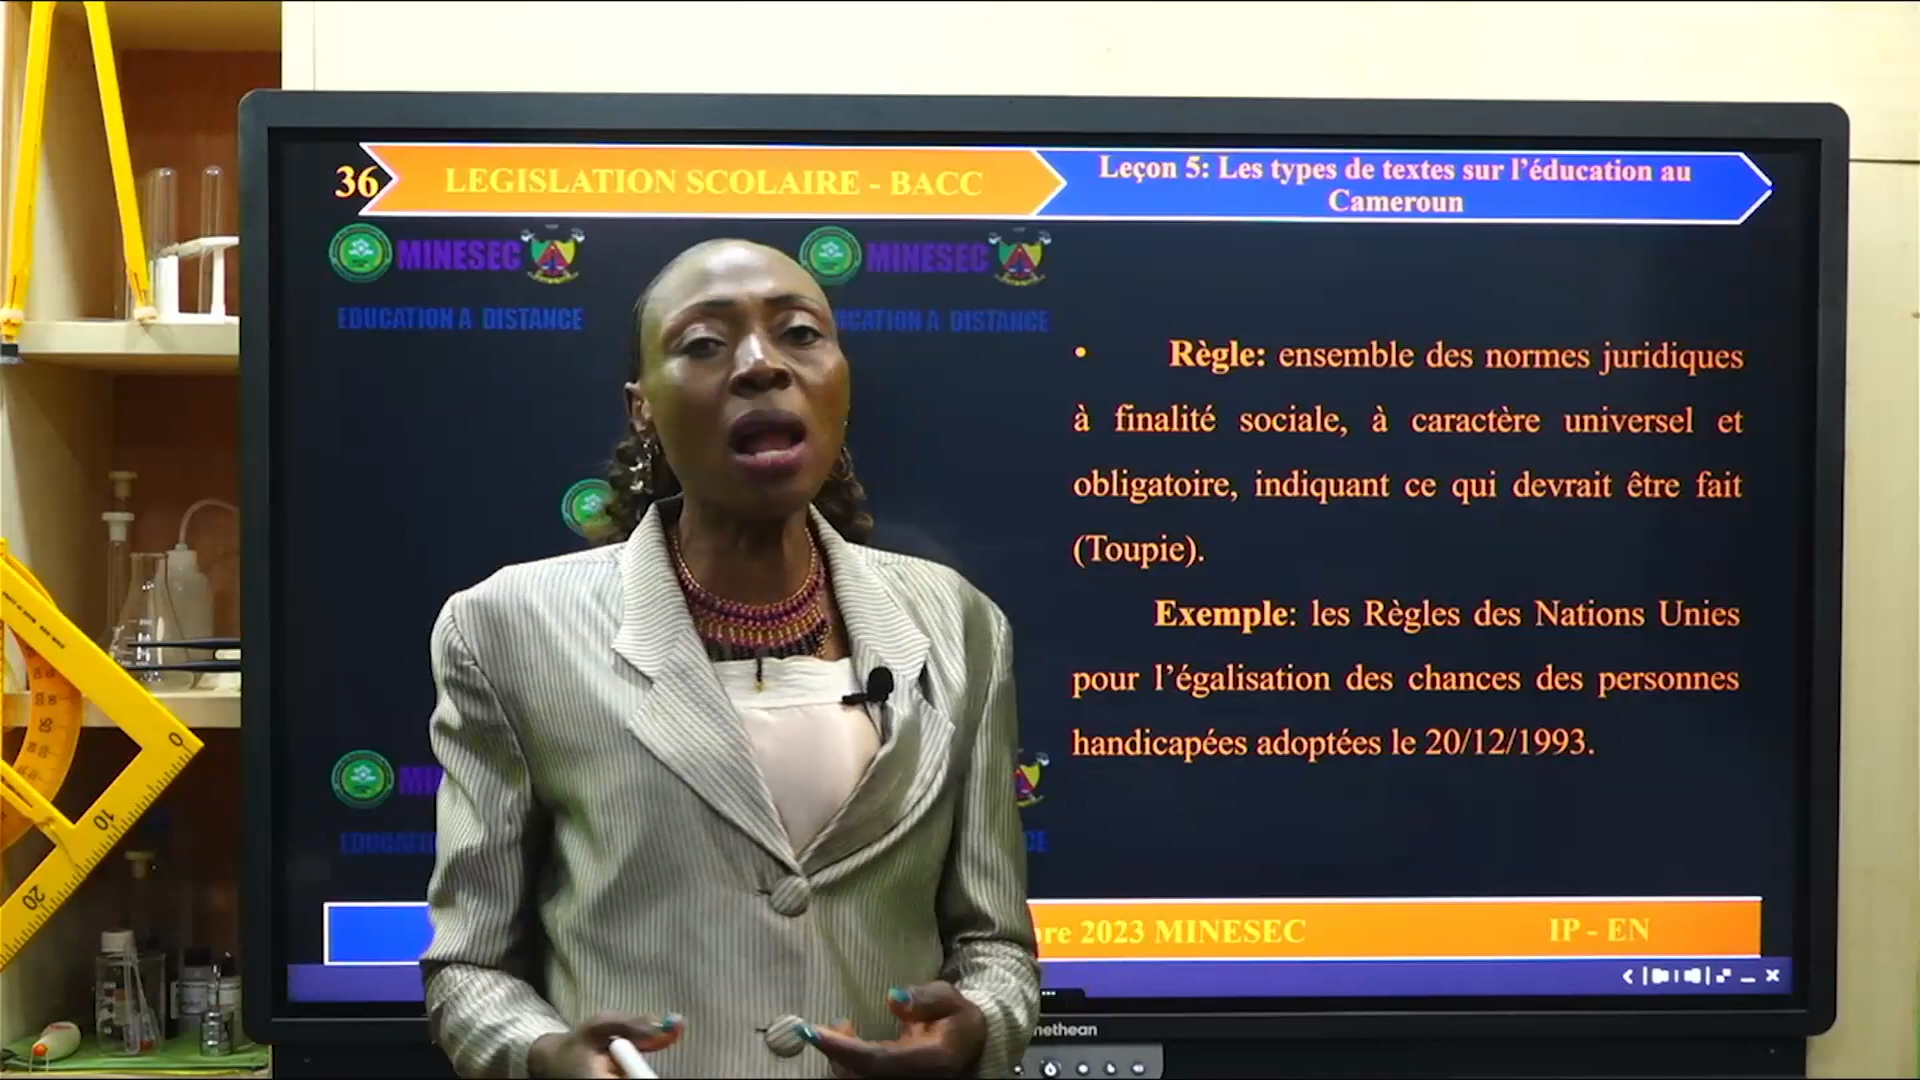 36
LEGISLATION SCOLAIRE - BACC
Leçon 5: Les types de textes sur l’éducation au
Cameroun
MINESEC
MINESEC
EDUCATION A DISTANCE
A DISTANCE
• Règle: ensemble des normes juridiques
à finalité sociale, à caractère universel et
obligatoire, indiquant ce qui devrait être fait
(Toupie).
Exemple: les Règles des Nations Unies
pour l’égalisation des chances des personnes
handicapées adoptées le 20/12/1993.
2023 MINESEC
IP - EN
0
10
20